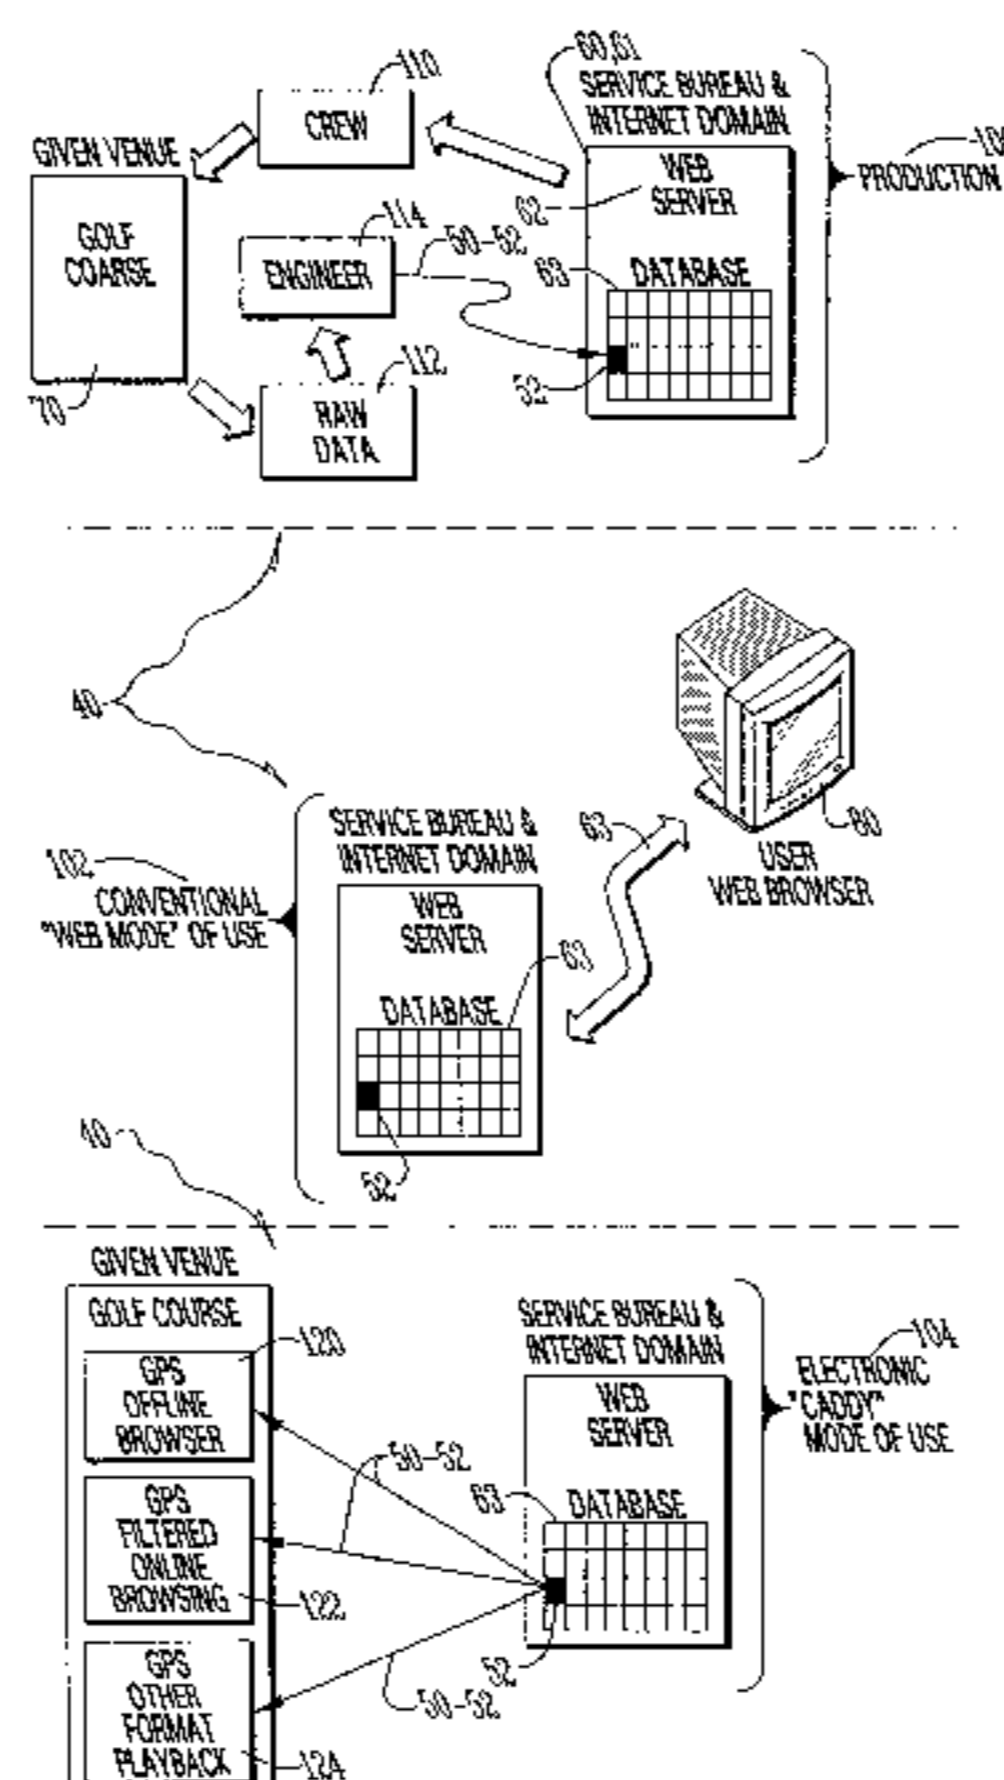 110
CREW
GIVEN VENUE
GOLF
COARSE
70
114
ENGINEER
50-52
112
RAW
DATA
60,61
SERVICE BUREAU &
INTERNET DOMAIN
WEB
SERVER
62
63
DATABASE
52
PRODUCTION
40
63
80
USER
WEB BROWSER
102
CONVENTIONAL
"WEB MODE" OF USE
SERVICE BUREAU &
INTERNET DOMAIN
WEB
SERVER
63
DATABASE
52
40
GIVEN VENUE
GOLF COURSE
120
GPS
OFFLINE
BROWSER
50-52
GPS
FILTERED
ONLINE
BROWSING
122
GPS
OTHER
FORMAT
PLAYBACK
124
50-52
SERVICE BUREAU &
INTERNET DOMAIN
WEB
SERVER
63
DATABASE
52
104
ELECTRONIC
"CADDY"
MODE OF USE